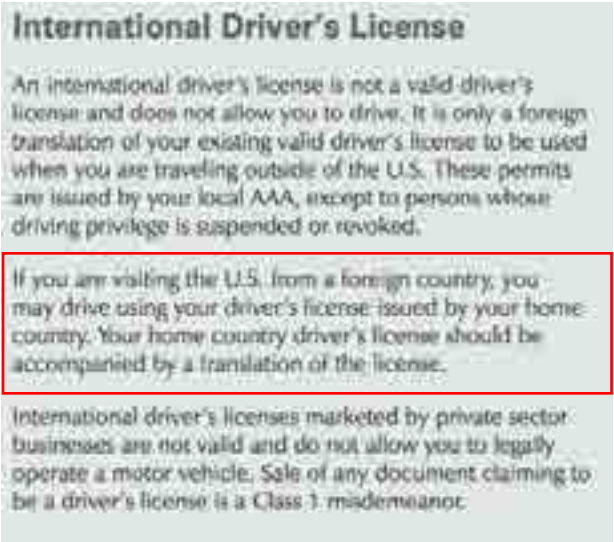 International Driver's License
An international driver's license is not a valid driver's
license and does not allow you to drive. It is only a foreign
translation of your existing valid driver's license to be used
when you are traveling outside of the U.S. These permits
are issued by your local AAA, except to persons whose
driving privilege is suspended or revoked.
If you are visiting the U.S. from a foreign country, you
may drive using your driver's license issued by your home
country. Your home country driver's license should be
accompanied by a translation of the license.
International driver's licenses marketed by private sector
businesses are not valid and do not allow you to legally
operate a motor vehicle. Sale of any document claiming to
be a driver's license is a Class 1 misdemeanor.